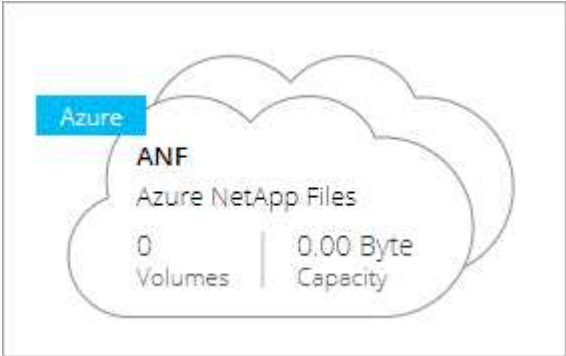 Azure
ANF
Azure NetApp Files
0 0.00 Byte
Volumes Capacity